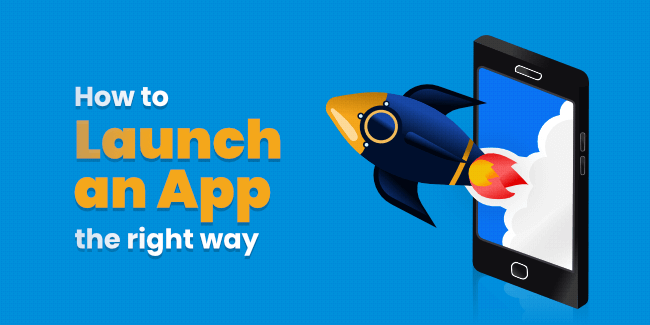 How to
Launch
an App
the right way